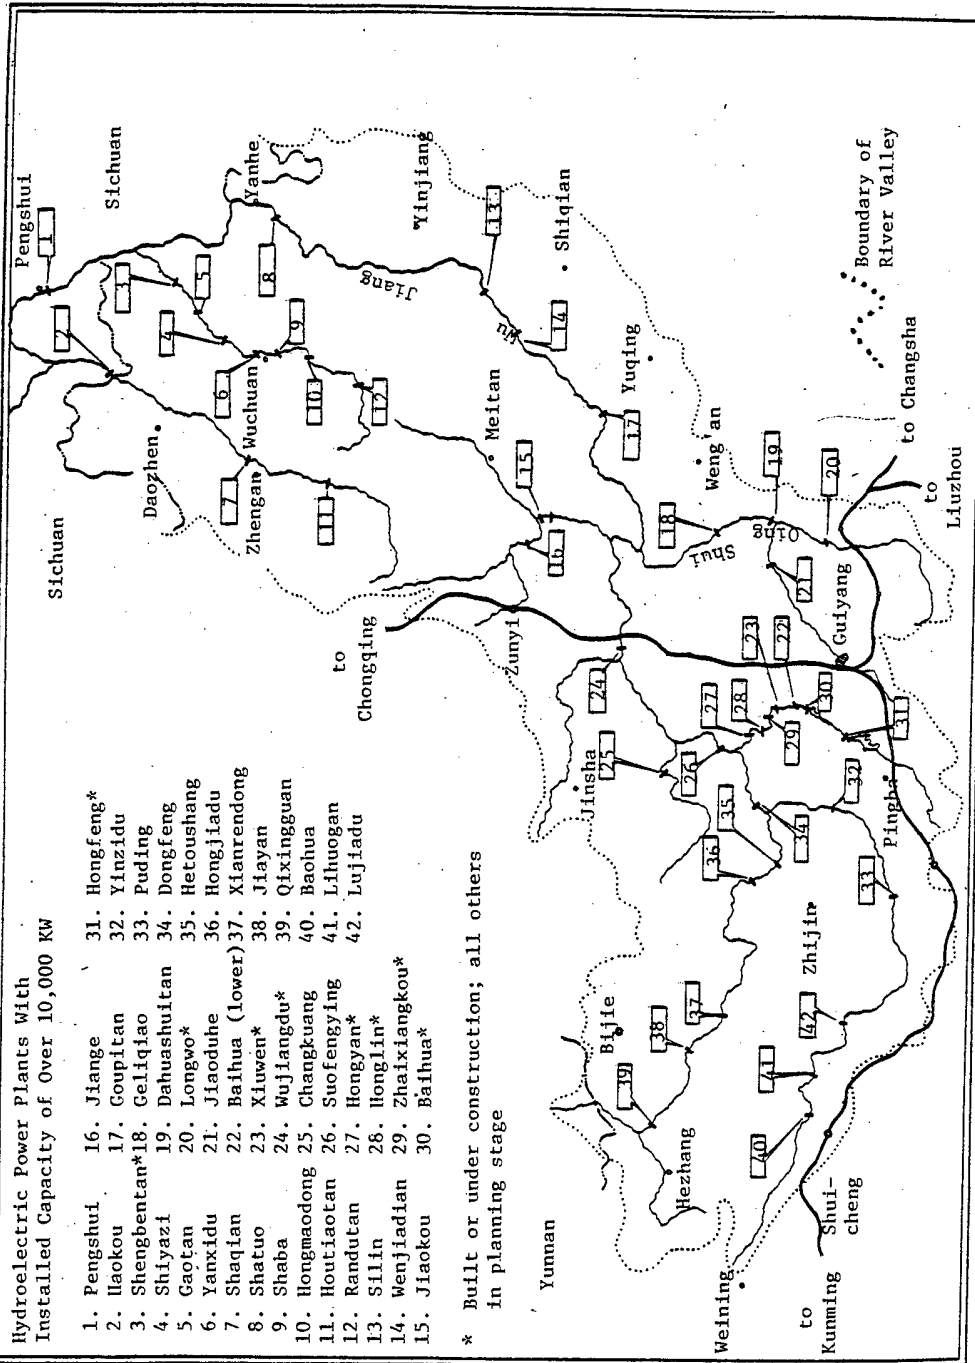 Hydroelectric Power Plants With
Installed Capacity of Over 10,000 KW
1. Pengshui
2. Haokou
3. Shengbentan*
4. Shiyazi
5. Gaotan
6. Yanxidu
7. Shaqian
8. Shatuo
9. Shaba
10. Hongmaodong
11. Houtiaotan
12. Randutan
13. Silin
14. Wenjiadian
15. Jiaokou
16. Jiange
17. Goupitan
18. Geliqiao
19. Dahuashuitan
20. Longwo*
21. Jiaoduhe
22. Baihua (lower)
23. Xiuwen*
24. Wujiangdu*
25. Changkuang
26. Suofengying
27. Hongyan*
28. Honglin*
29. Zhaixiangkou*
30. Baihua*
31. Hongfeng*
32. Yinzidu
33. Puding
34. Dongfeng
35. Hetoushang
36. Hongjiadu
37. Xianrendong
38. Jiayan
39. Qixingguan
40. Baohua
41. Lihuogan
42. Lujiadu
* Built or under construction; all others
in planning stage
Sichuan
Pengshui
1
Sichuan
2
3
5
4
Daozhen
Yanhe
8
6
Wuchuan
9
7
Zhengan
10
12
11
Yinjiang
Jiang
13
Shiqian
Wu
14
Meitan
15
16
to
Chongqing
Zunyi
Yuqing
17
Weng'an
18
Shui
Qing
19
20
21
Boundary of
River Valley
to Changsha
to
Liuzhou
Guiyang
24
25
Jinsha
26
27
28
23
22
29
30
31
32
Pingba
35
34
36
33
Zhijin
Bijie
37
38
39
42
41
40
Hezhang
Yunnan
Weining
Shui-
cheng
to
Kunming